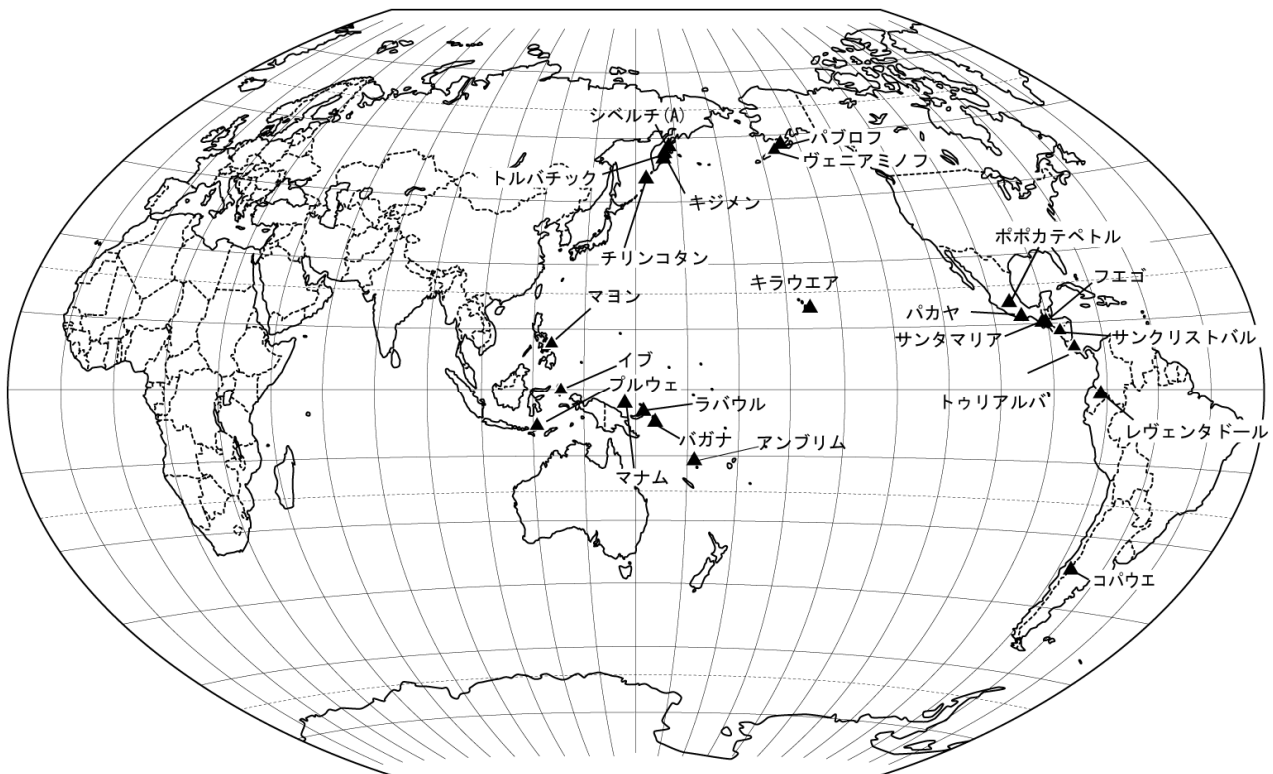 シベルチ(A)
パブロフ
ヴェニアミノフ
トルバチック
キジメン
ポポカテペトル
チリンコタン
フエゴ
キラウエア
マヨン
パカヤ
サンタマリア
サンクリストバル
イブ
プルウェ
ラバウル
トゥリアルバ
レヴェンタドール
バガナ
アンブリム
マナム
コパウエ